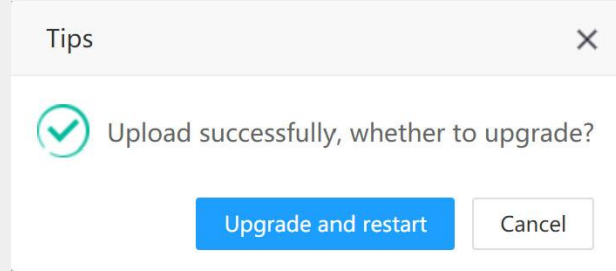 Tips
Upload successfully, whether to upgrade?
Upgrade and restart
Cancel